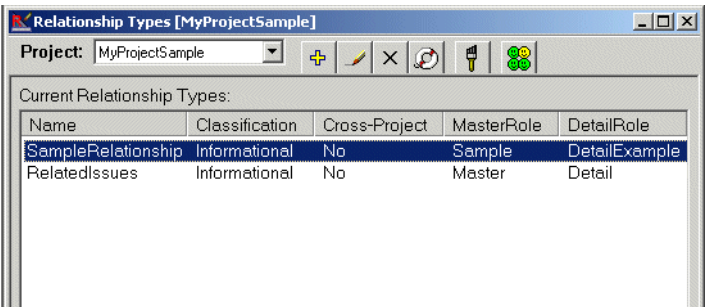 Relationship Types [MyProjectSample]
Project: MyProjectSample
Current Relationship Types:
Name Classification Cross-Project MasterRole DetailRole
SampleRelationship Informational No Sample DetailExample
RelatedIssues Informational No Master Detail